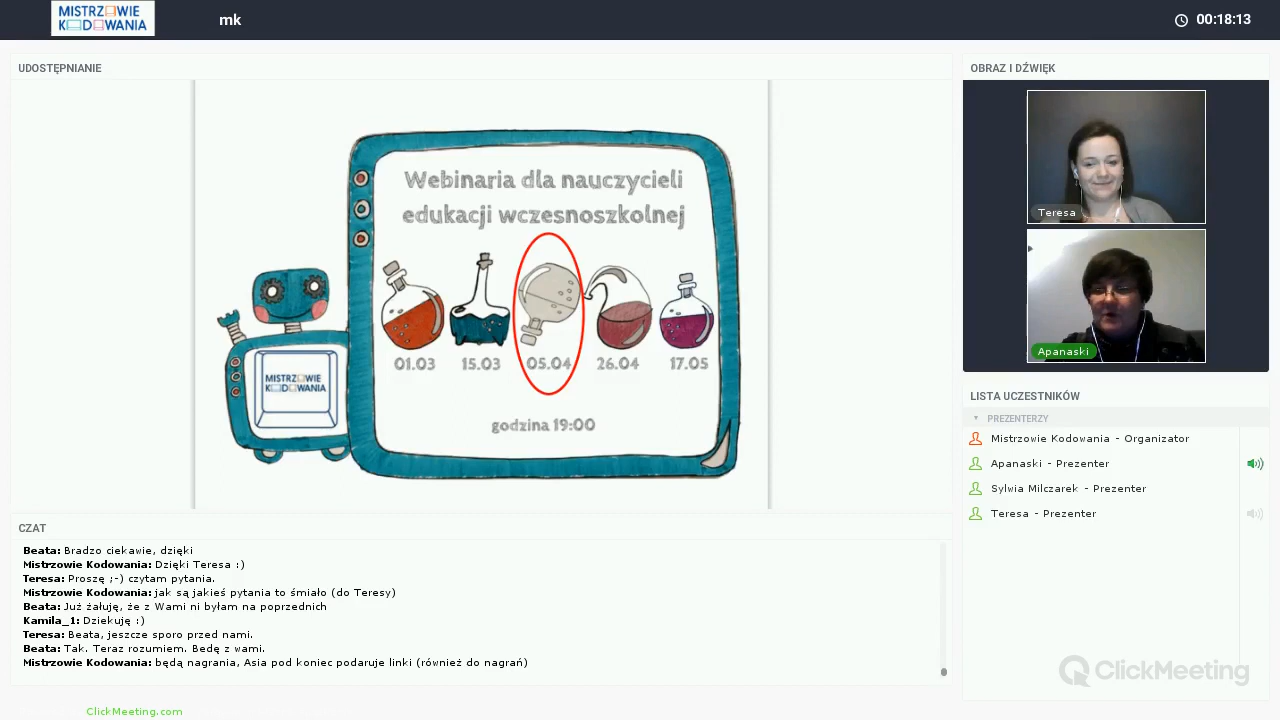 MISTRZOWIE
KODOWANIA
mk
00:18:13
UDOSTĘPNIANIE
Webinaria dla nauczycieli
edukacji wczesnoszkolnej
01.03
15.03
05.04
26.04
17.05
godzina 19:00
MISTRZOWIE
KODOWANIA
OBRAZ I DŹWIĘK
Teresa
Apanaski
LISTA UCZESTNIKÓW
PREZENTERZY
Mistrzowie Kodowania - Organizator
Apanaski - Prezenter
Sylwia Milczarek - Prezenter
Teresa - Prezenter
ClickMeeting
CZAT
Beata: Bradzo ciekawie, dzięki
Mistrzowie Kodowania: Dzięki Teresa :)
Teresa: Proszę ;-) czytam pytania.
Mistrzowie Kodowania: jak są jakieś pytania to śmiało (do Teresy)
Beata: Już żałuję, że z Wami ni byłam na poprzednich
Kamila_1: Dziekuję :)
Teresa: Beata, jeszcze sporo przed nami.
Beata: Tak. Teraz rozumiem. Bedę z wami.
Mistrzowie Kodowania: będą nagrania, Asia pod koniec podaruje linki (również do nagrań)
ClickMeeting.com